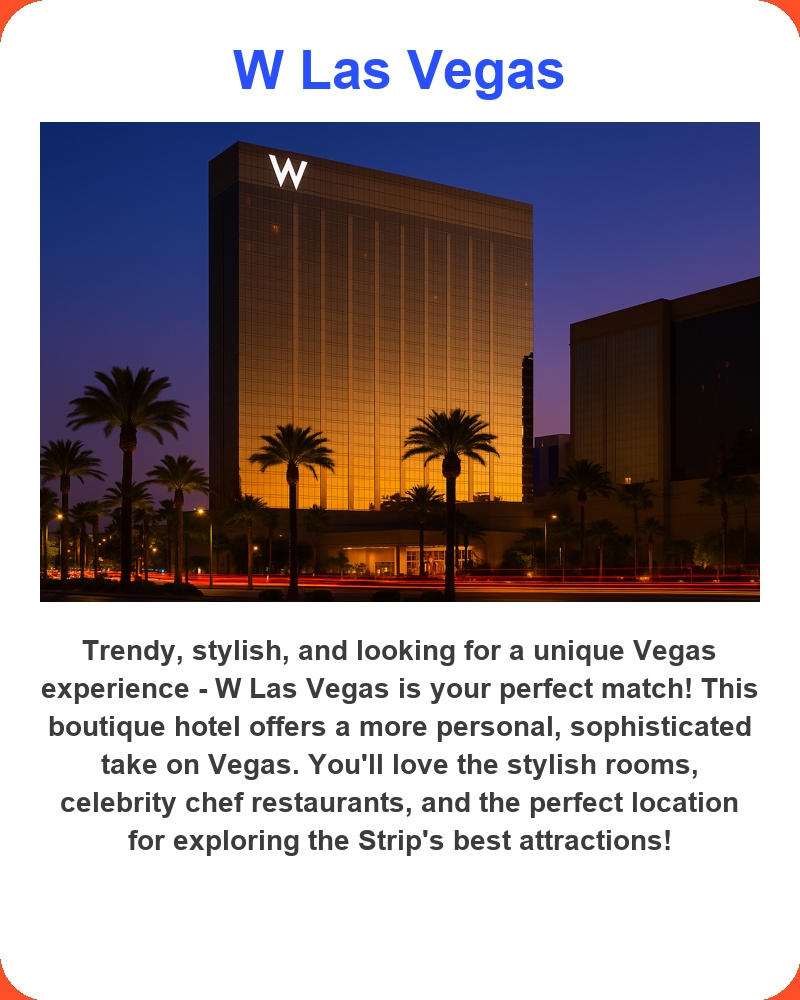 W Las Vegas
W
Trendy, stylish, and looking for a unique Vegas
experience - W Las Vegas is your perfect match! This
boutique hotel offers a more personal, sophisticated
take on Vegas. You'll love the stylish rooms,
celebrity chef restaurants, and the perfect location
for exploring the Strip's best attractions!